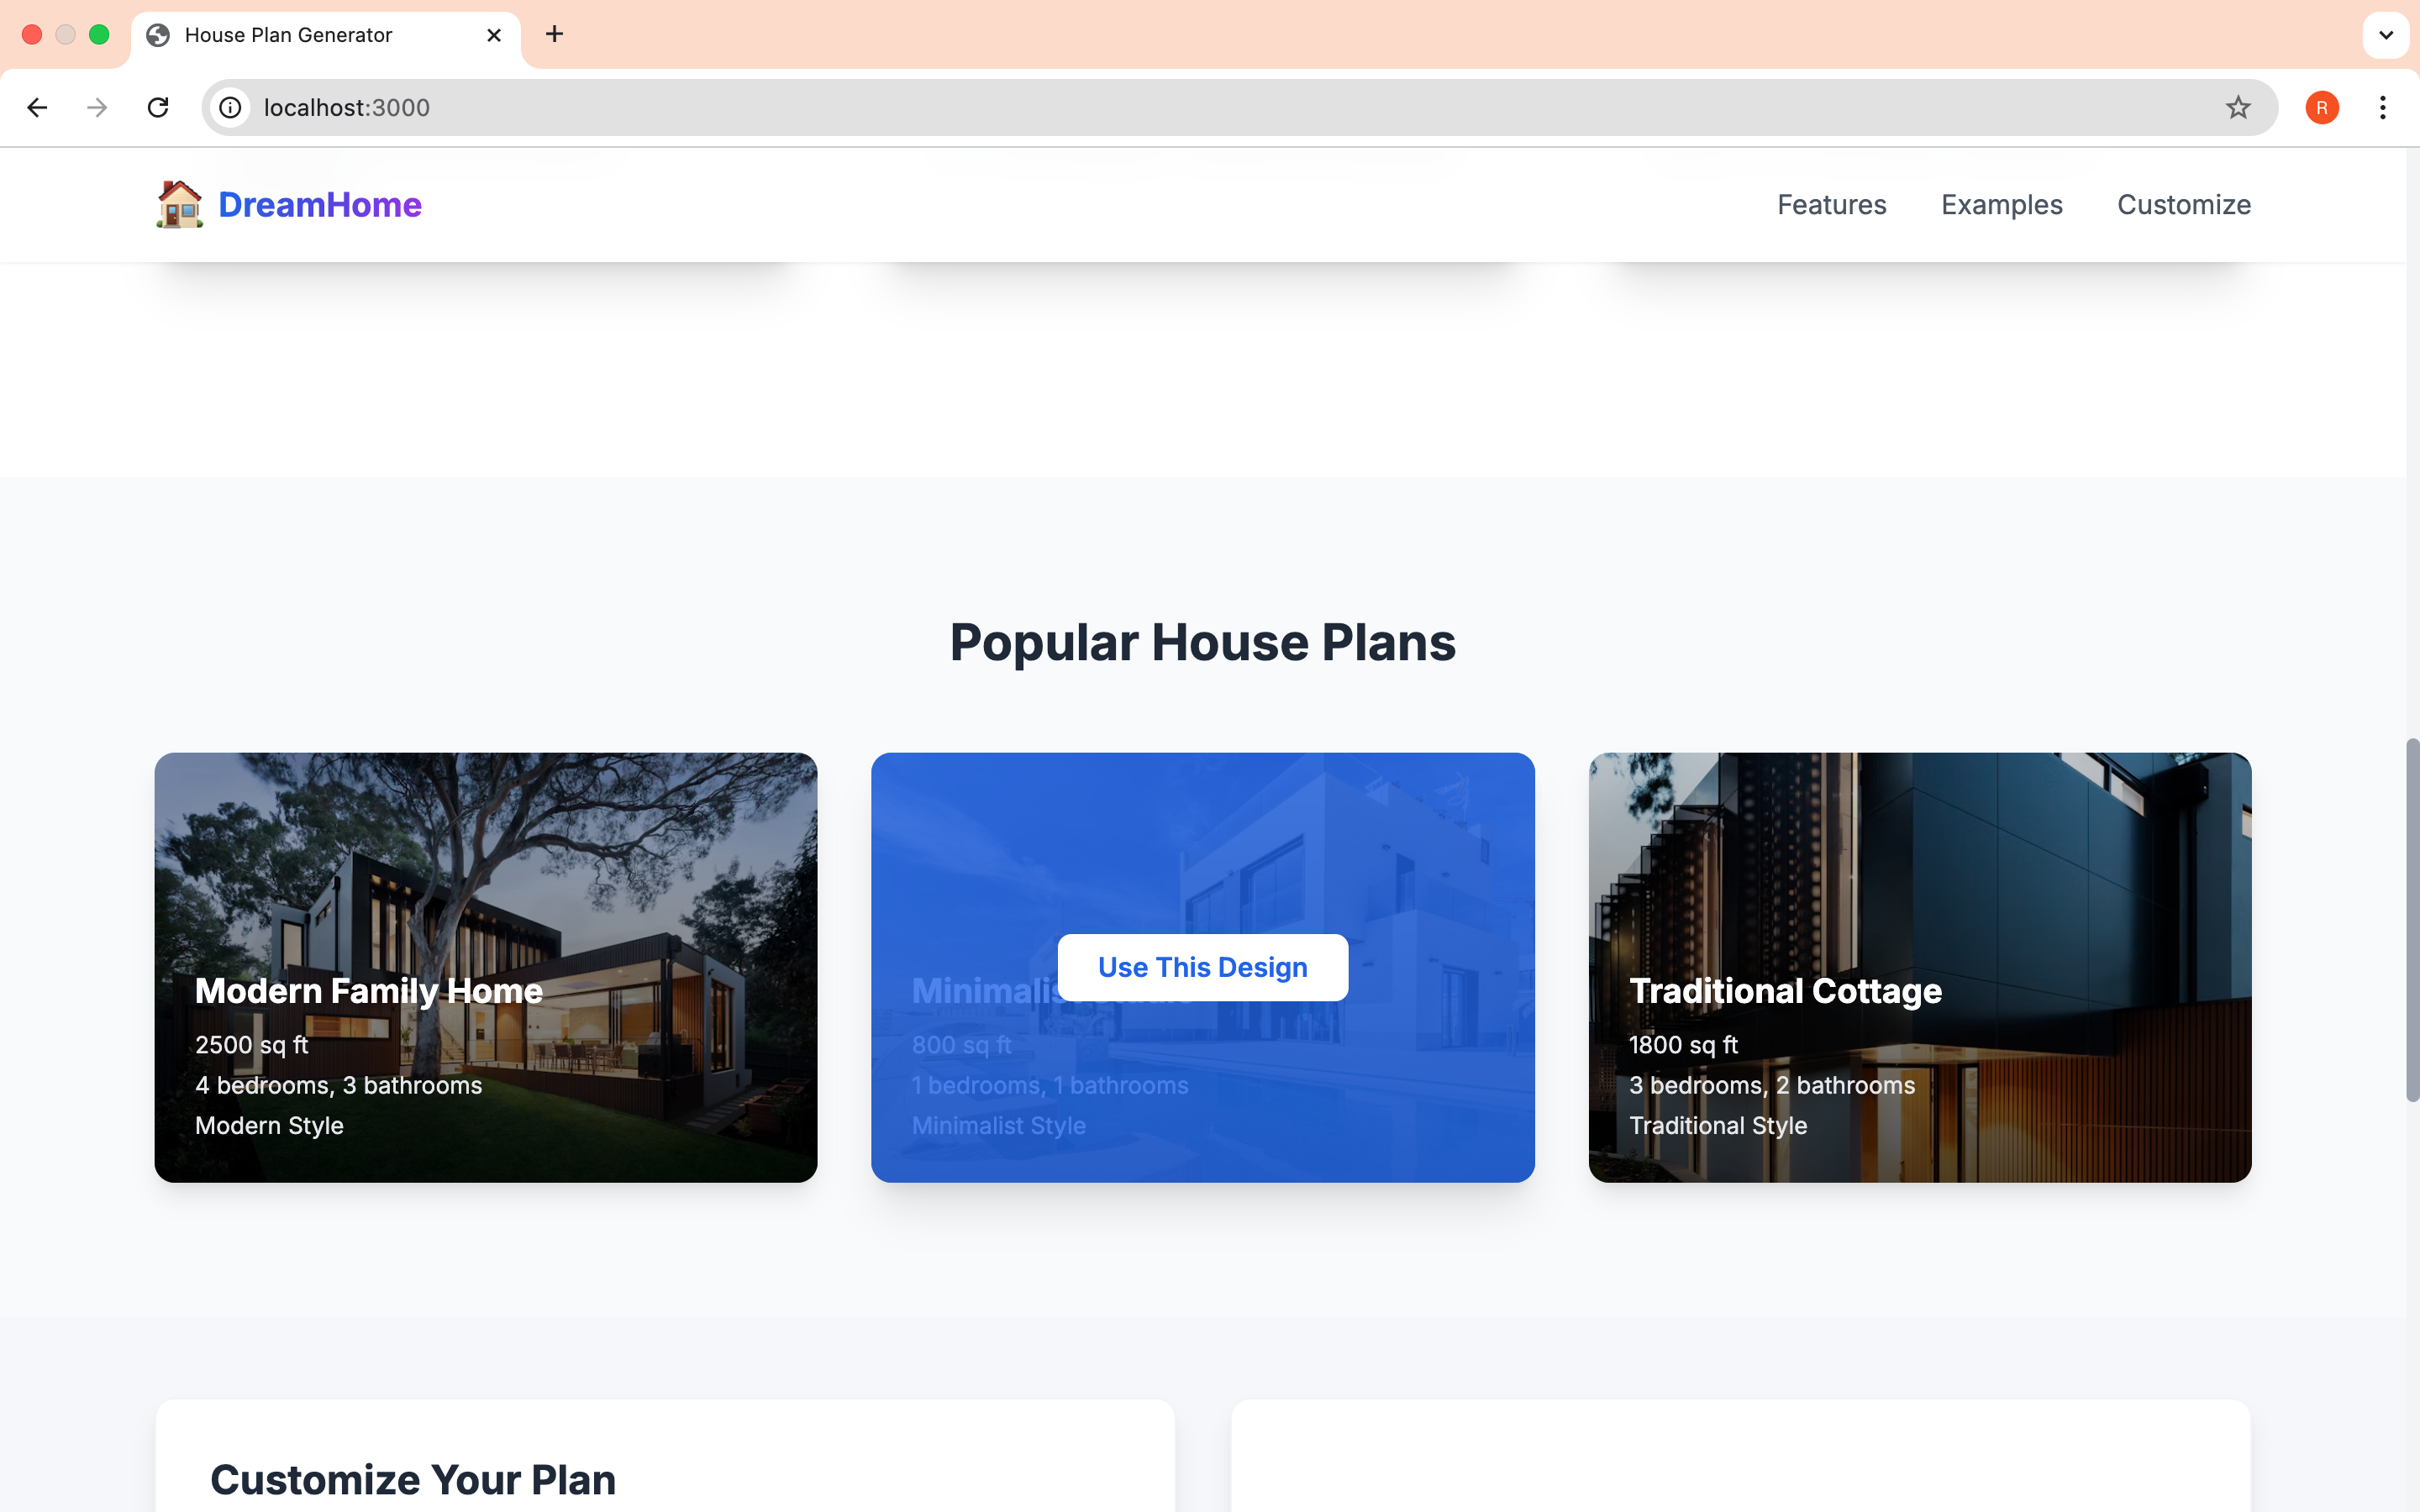 House Plan Generator
localhost:3000
R
DreamHome
Features Examples Customize
Popular House Plans
Modern Family Home
2500 sq ft
4 bedrooms, 3 bathrooms
Modern Style
Use This Design
Minimalist
800 sq ft
1 bedrooms, 1 bathrooms
Minimalist Style
Traditional Cottage
1800 sq ft
3 bedrooms, 2 bathrooms
Traditional Style
Customize Your Plan